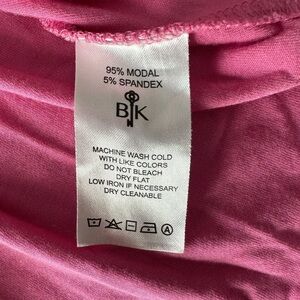 95% MODAL
5% SPANDEX
BK
MACHINE WASH COLD
WITH LIKE COLORS
DO NOT BLEACH
DRY FLAT
LOW IRON IF NECESSARY
DRY CLEANABLE
A